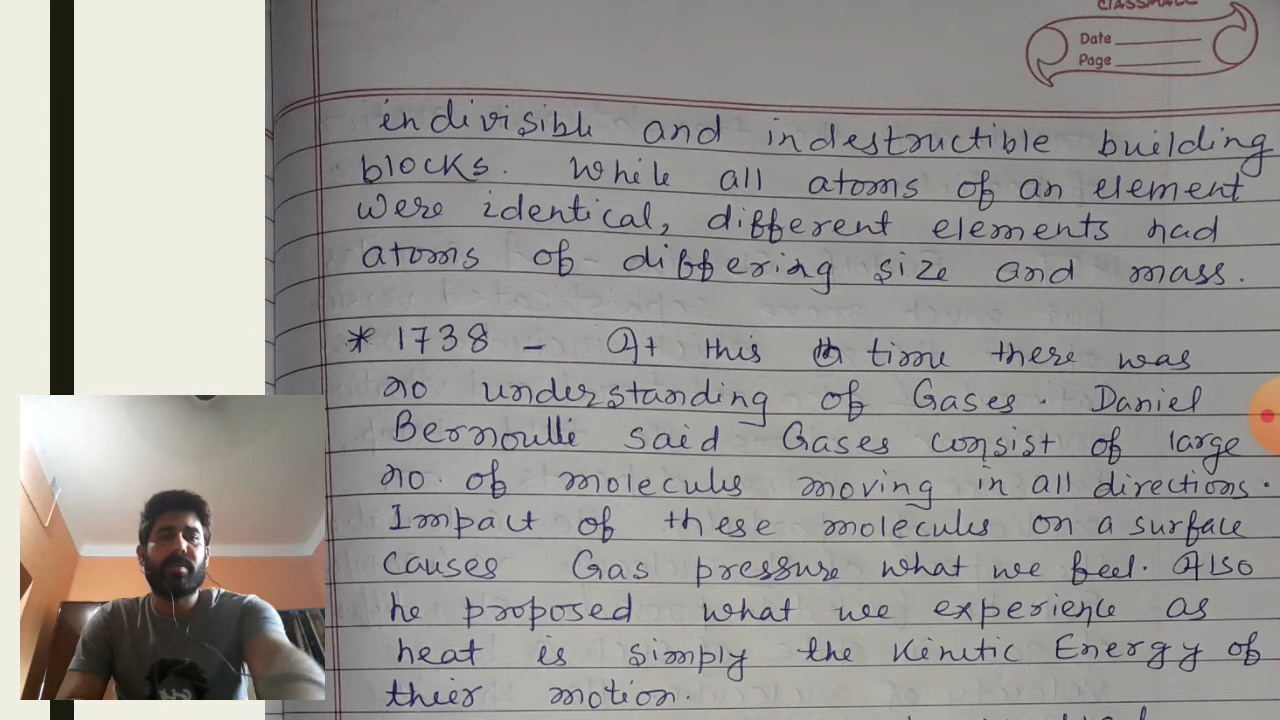 CLASSMATE
Date
Page
indivisible and indestructible building
blocks. While all atoms of an element
were identical, different elements had
atoms of differing size and mass.
* 1738 - At this time there was
no understanding of Gases. Daniel
Bernoulli said Gases consist of large
no. of molecules moving in all directions.
Impact of these molecules on a surface
causes Gas pressure what we feel. Also
he proposed what we experience as
heat is simply the Kinetic Energy of
thier motion.